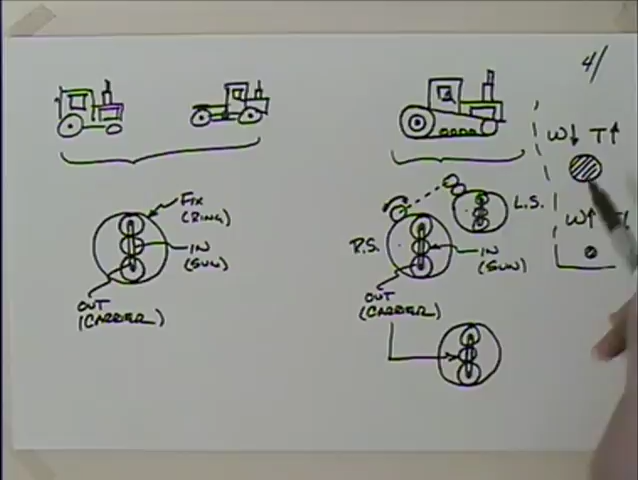 4/
W↓ T↑
FIX
(RING)
IN
(SUN)
OUT
(CARRIER)
L.S.
R.S.
IN
(SUN)
OUT
(CARRIER)
W↑